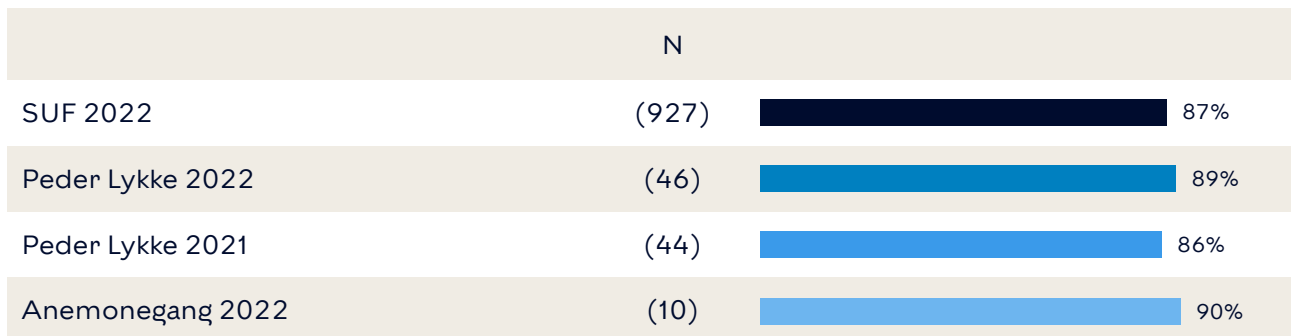 N
SUF 2022 (927) 87%
Peder Lykke 2022 (46) 89%
Peder Lykke 2021 (44) 86%
Anemonegang 2022 (10) 90%